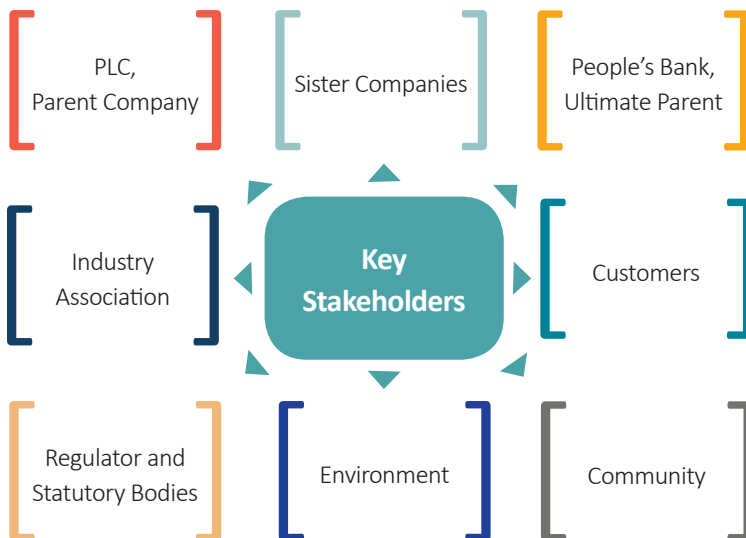 PLC,
Parent Company
Sister Companies
People’s Bank,
Ultimate Parent
Industry
Association
Key
Stakeholders
Customers
Regulator and
Statutory Bodies
Environment
Community